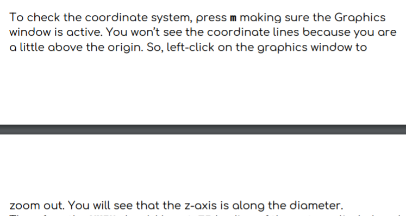 To check the coordinate system, press m making sure the Graphics
window is active. You won't see the coordinate lines because you are
a little above the origin. So, left-click on the graphics window to
zoom out. You will see that the z-axis is along the diameter.